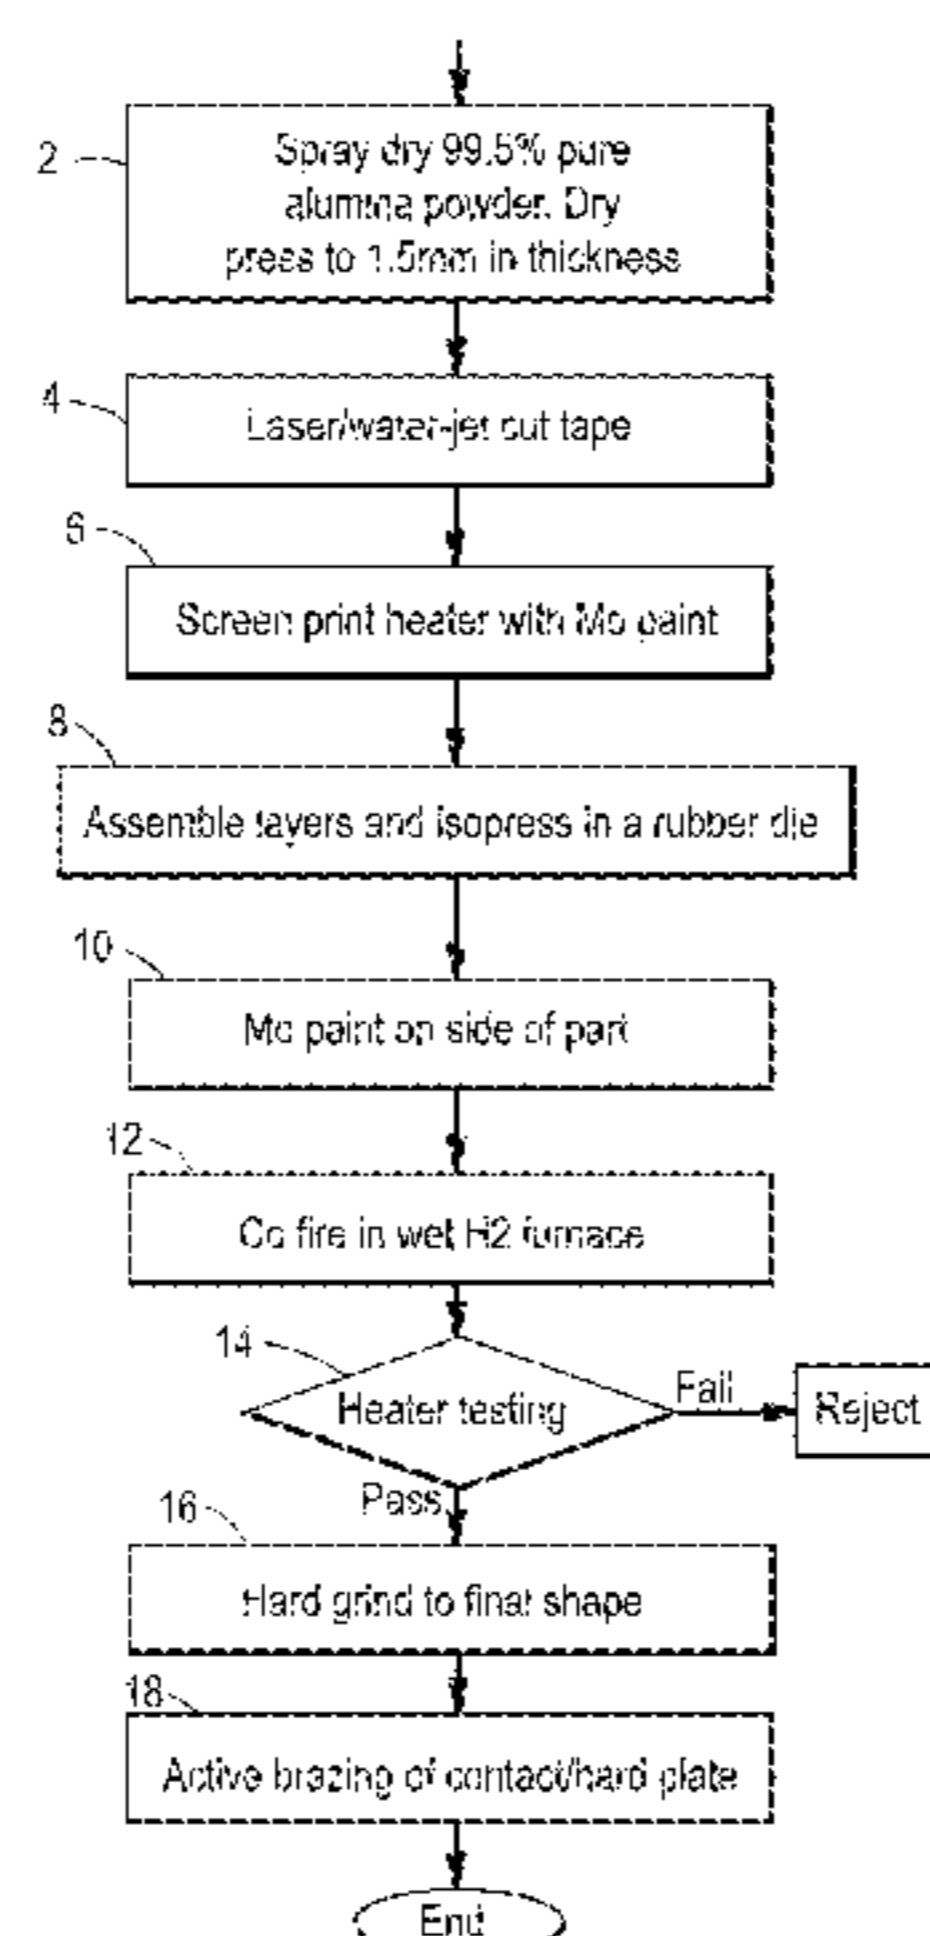 2
Spray dry 99.5% pure
alumina powder. Dry
press to 1.5mm in thickness
4
Laser/water-jet cut tape
6
Screen print heater with Mo paint
8
Assemble layers and isopress in a rubber die
10
Mo paint on side of part
12
Co fire in wet H2 furnace
14
Heater testing
Fail
Reject
Pass
16
Hard grind to final shape
18
Active brazing of contact/hard plate
End